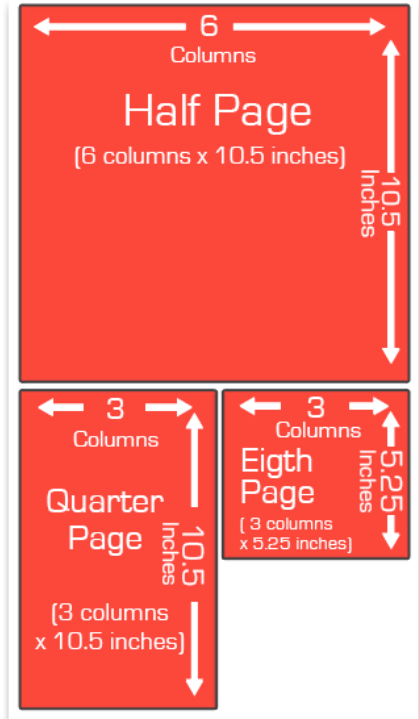 6
Columns
Half Page
(6 columns x 10.5 inches)
10.5
Inches
3
Columns
Quarter
Page
10.5
Inches
(3 columns
x 10.5 inches)
3
Columns
Eigth
Page
5.25
Inches
( 3 columns
x 5.25 inches)